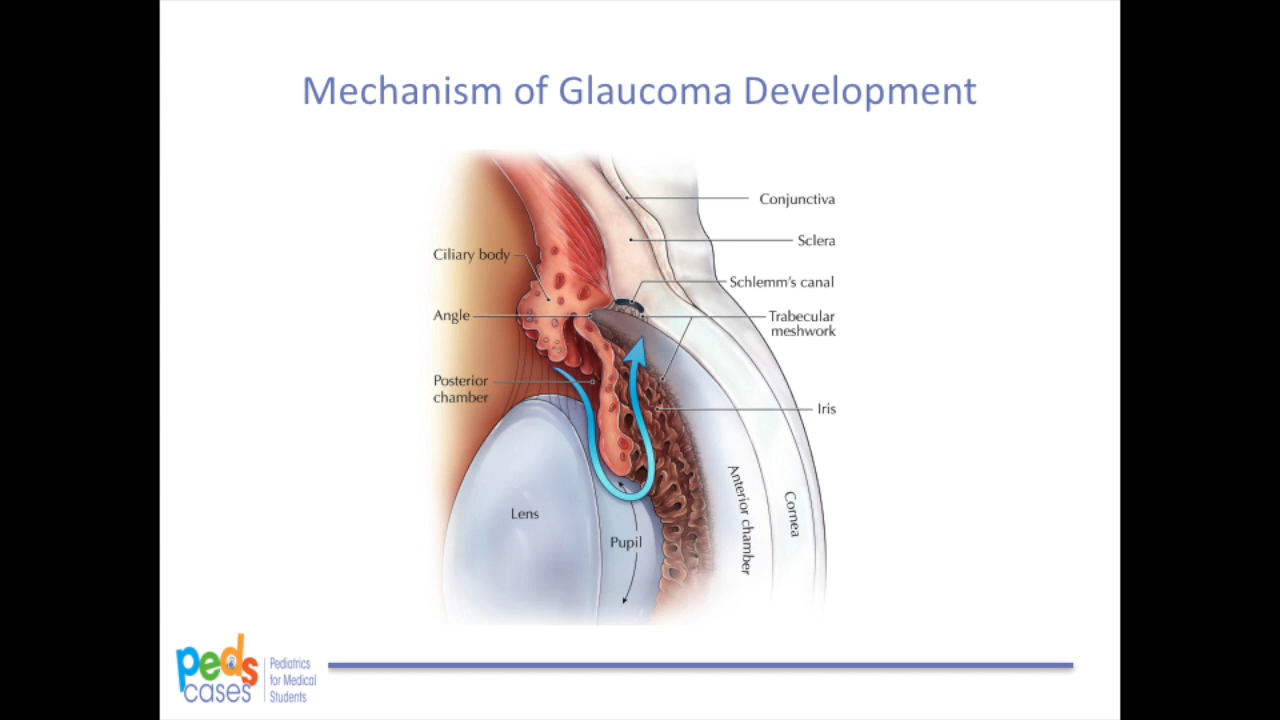 Mechanism of Glaucoma Development
Conjunctiva
Sclera
Ciliary body
Schlemm's canal
Angle
Trabecular
meshwork
Posterior
chamber
Iris
Lens
Pupil
Anterior chamber
Cornea
peds
cases
Pediatrics
for Medical
Students